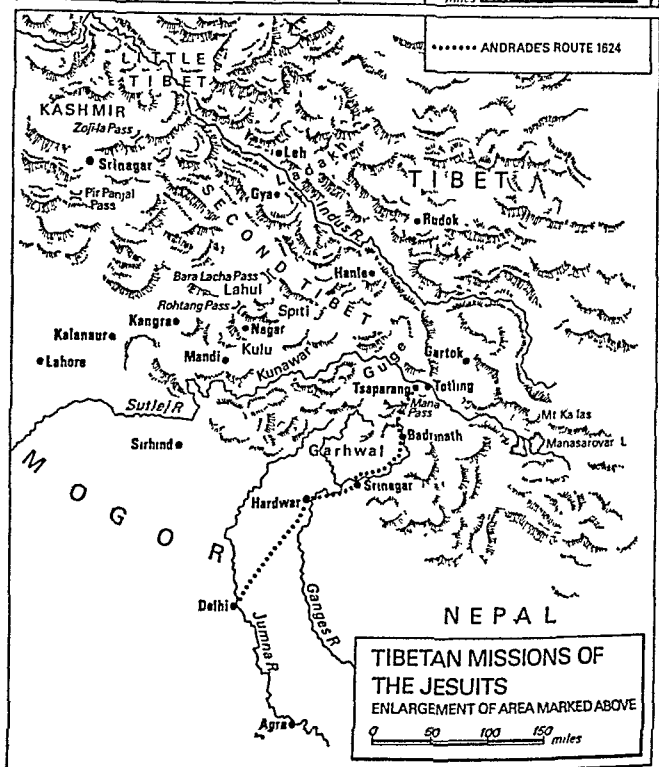 miles
ANDRADE'S ROUTE 1624
LITTLE
TIBET
KASHMIR
Zoji-la Pass
Srinagar
Leh
Ladakh
TIBET
Pir Panjal
Pass
Gya
SECOND TIBET
Indus R
Rudok
Hanle
Bara Lacha Pass
Lahul
Rohtang Pass
Spiti
Kangra
Nagar
Kalanaur
Kulu
Lahore
Mandi
Kunawar
Guge
Gartok
Tsaparang
Totling
Sutlej R
Mana
Pass
Mt Kailas
Manasarovar L
Sirhind
Badrinath
Garhwal
MOGOR
Srinagar
Hardwar
Delhi
Jumna R
Ganges R
NEPAL
Agra
TIBETAN MISSIONS OF
THE JESUITS
ENLARGEMENT OF AREA MARKED ABOVE
0 50 100 150 miles